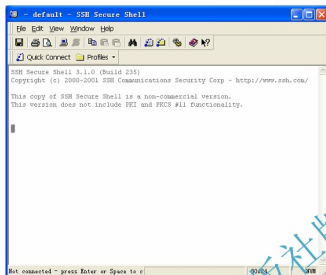 - default - SSH Secure Shell
File Edit View Window Help
Quick Connect Profiles
SSH Secure Shell 3.1.0 (Build 235)
Copyright (c) 2000-2001 SSH Communications Security Corp - http://www.ssh.com/
This copy of SSH Secure Shell is a non-commercial version.
This version does not include PKI and PKCS #11 functionality.
Not connected - press Enter or Space to c